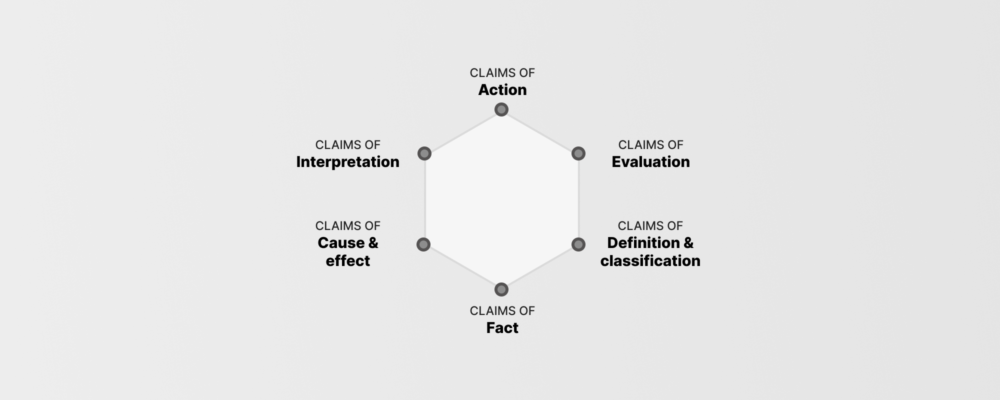 CLAIMS OF
Action
CLAIMS OF
Interpretation
CLAIMS OF
Evaluation
CLAIMS OF
Cause &
effect
CLAIMS OF
Definition &
classification
CLAIMS OF
Fact